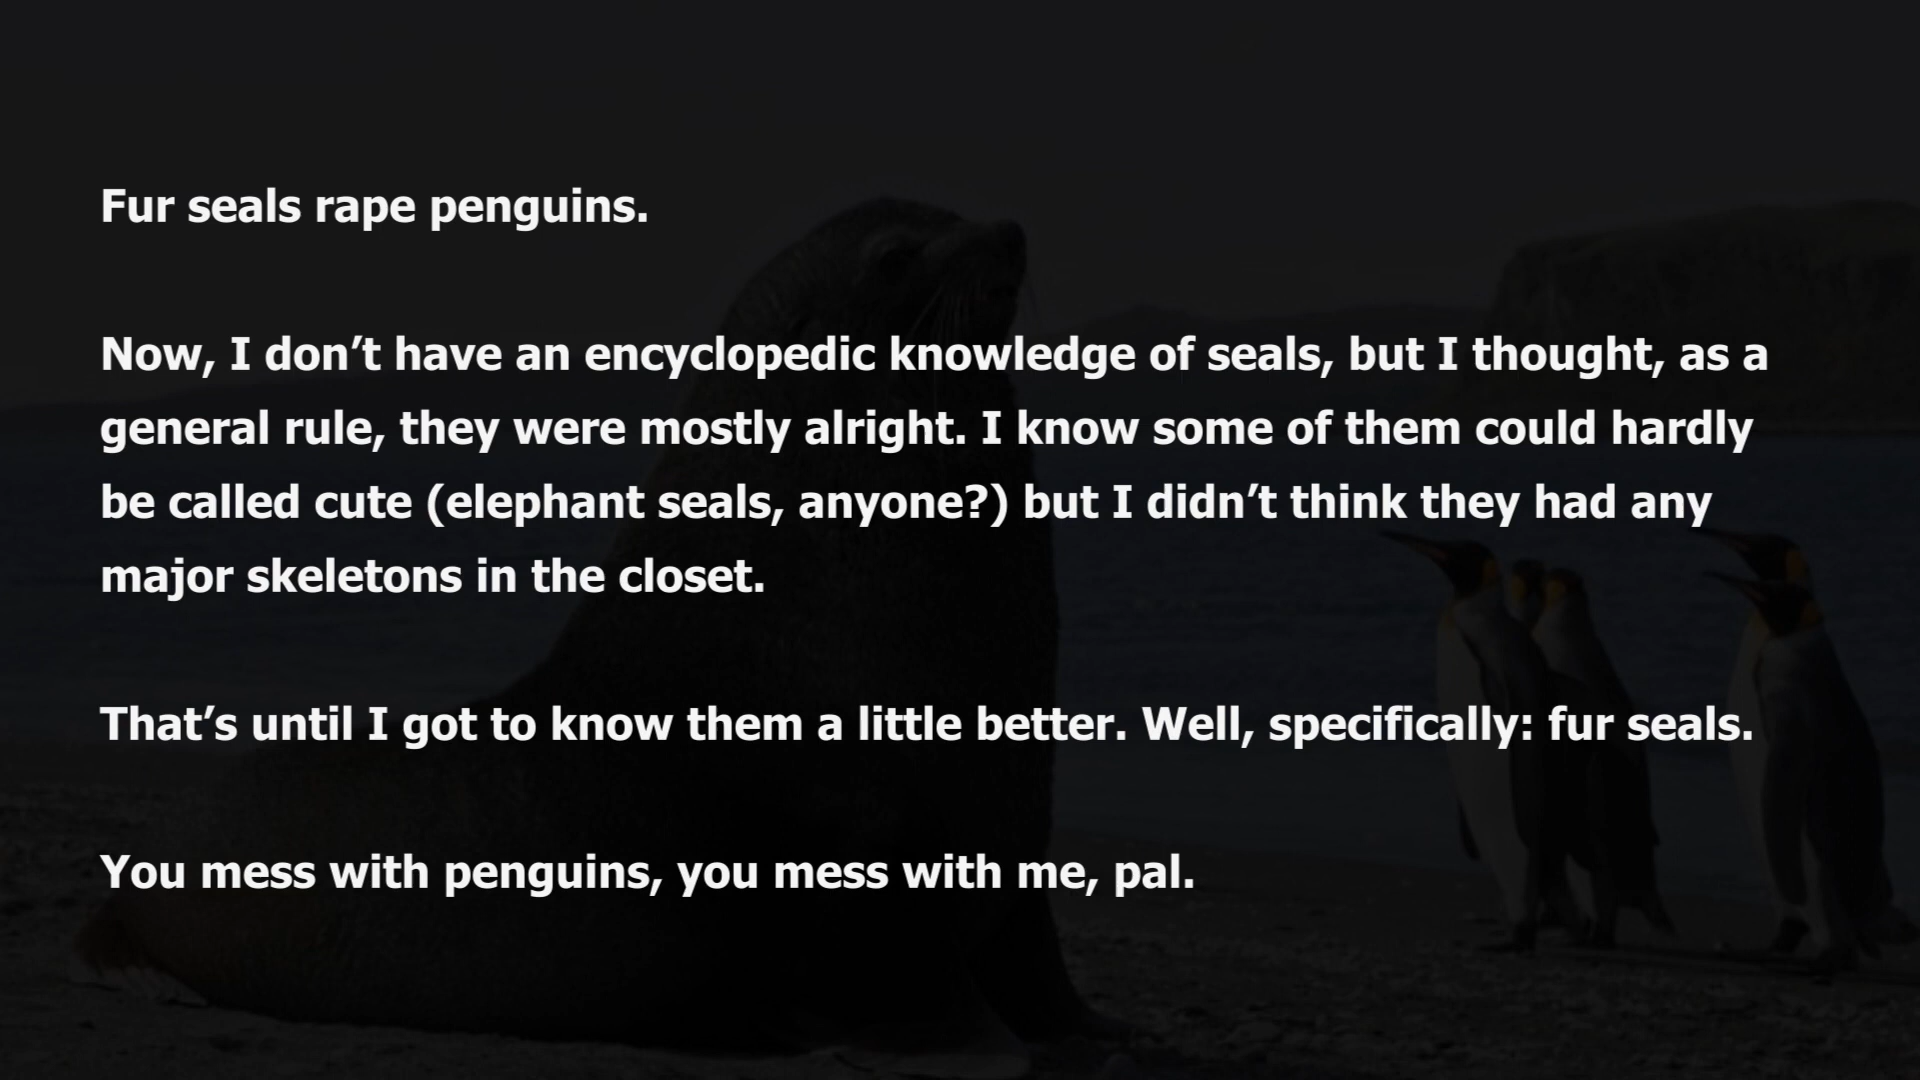 Fur seals rape penguins.
Now, I don’t have an encyclopedic knowledge of seals, but I thought, as a
general rule, they were mostly alright. I know some of them could hardly
be called cute (elephant seals, anyone?) but I didn’t think they had any
major skeletons in the closet.
That’s until I got to know them a little better. Well, specifically: fur seals.
You mess with penguins, you mess with me, pal.